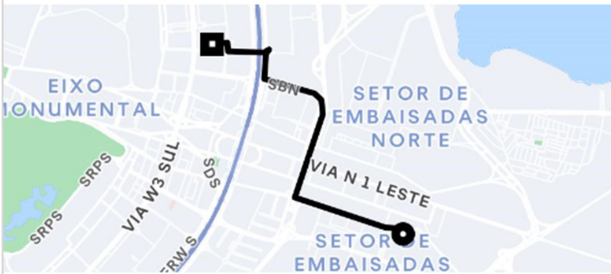 EIXO
MONUMENTAL
SBN
SETOR DE
EMBAISADAS
NORTE
SRPS
SRPS
VIA W3 SUL
SDS
ERW S
VIA N 1 LESTE
SETOR DE
EMBAISADAS